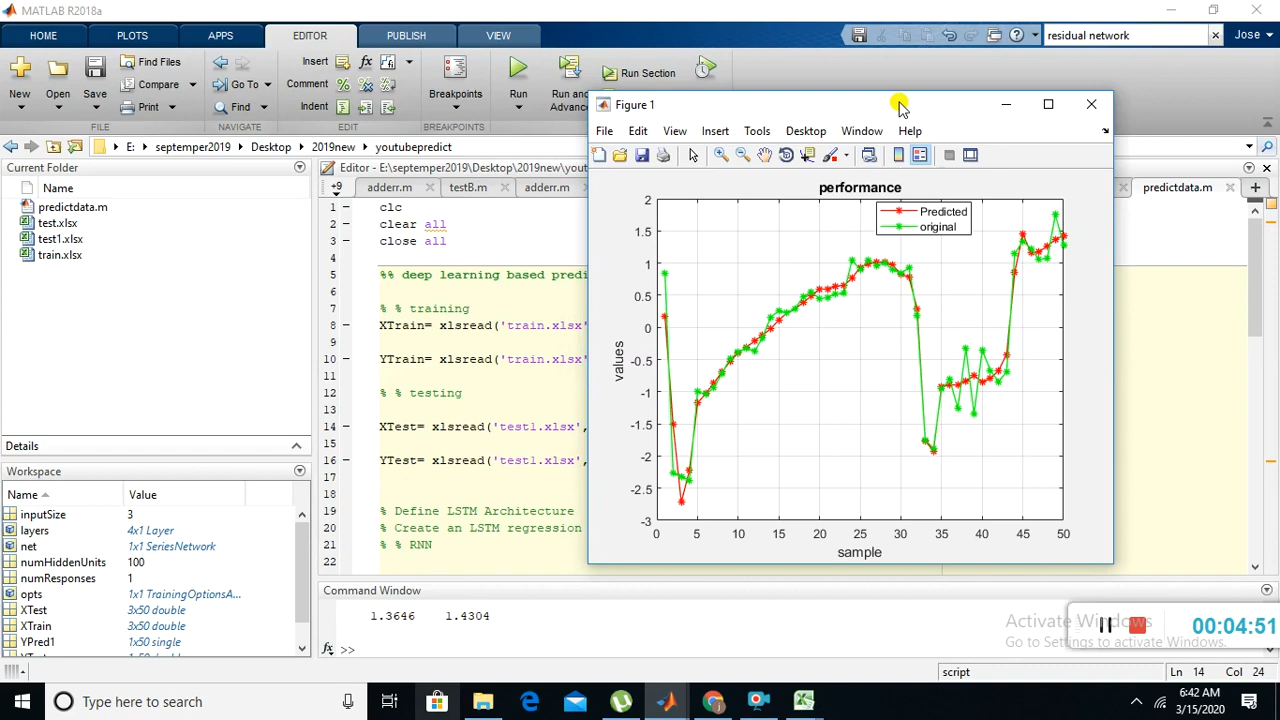 MATLAB R2018a
HOME PLOTS APPS EDITOR PUBLISH VIEW
residual network
Jose
New Open Save
Find Files
Compare
Print
FILE
Go To
Find
NAVIGATE
Insert
Comment
Indent
EDIT
Breakpoints
BREAKPOINTS
Run
Run and
Advance
Run Section
E: septemper2019 Desktop 2019new youtubepredict
Current Folder
Name
predictdata.m
test.xlsx
test1.xlsx
train.xlsx
Details
Workspace
Name Value
inputSize 3
layers 4x1 Layer
net 1x1 SeriesNetwork
numHiddenUnits 100
numResponses 1
opts 1x1 TrainingOptionsA...
XTest 3x50 double
XTrain 3x50 double
YPred1 1x50 single
Editor - E:\septemper2019\Desktop\2019new\yout
+9 adderr.m testB.m adderr.m predictdata.m
1 clc
2 clear all
3 close all
4
5 %% deep learning based predi
6
7 % % training
8 XTrain= xlsread('train.xlsx'
9
10 YTrain= xlsread('train.xlsx'
11
12 % % testing
13
14 XTest= xlsread('test1.xlsx',
15
16 YTest= xlsread('test1.xlsx',
17
18
19 % Define LSTM Architecture
20 % Create an LSTM regression
21 % % RNN
22
Figure 1
File Edit View Insert Tools Desktop Window Help
performance
Predicted
original
2
1.5
1
0.5
0
-0.5
-1
-1.5
-2
-2.5
-3
values
0 5 10 15 20 25 30 35 40 45 50
sample
Command Window
1.3646 1.4304
fx >>
Activate Windows
Go to Settings to activate Windows.
00:04:51
script Ln 14 Col 24
Type here to search
6:42 AM
3/15/2020